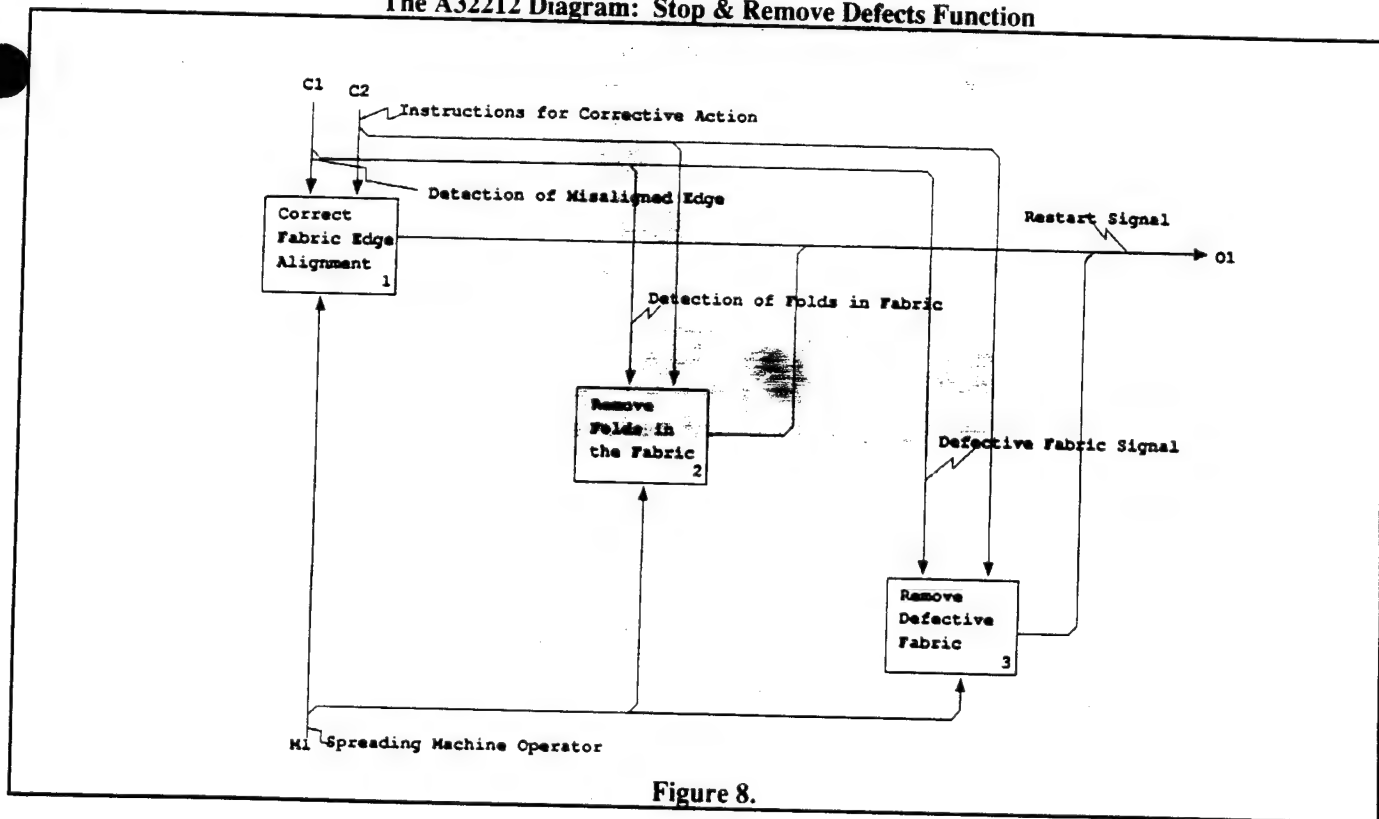 The A32212 Diagram: Stop & Remove Defects Function
C1
C2
Instructions for Corrective Action
Detection of Misaligned Edge
Correct
Fabric Edge
Alignment
1
Restart Signal
O1
Detection of Folds in Fabric
Remove
Folds in
the Fabric
2
Defective Fabric Signal
Remove
Defective
Fabric
3
M1
Spreading Machine Operator
Figure 8.